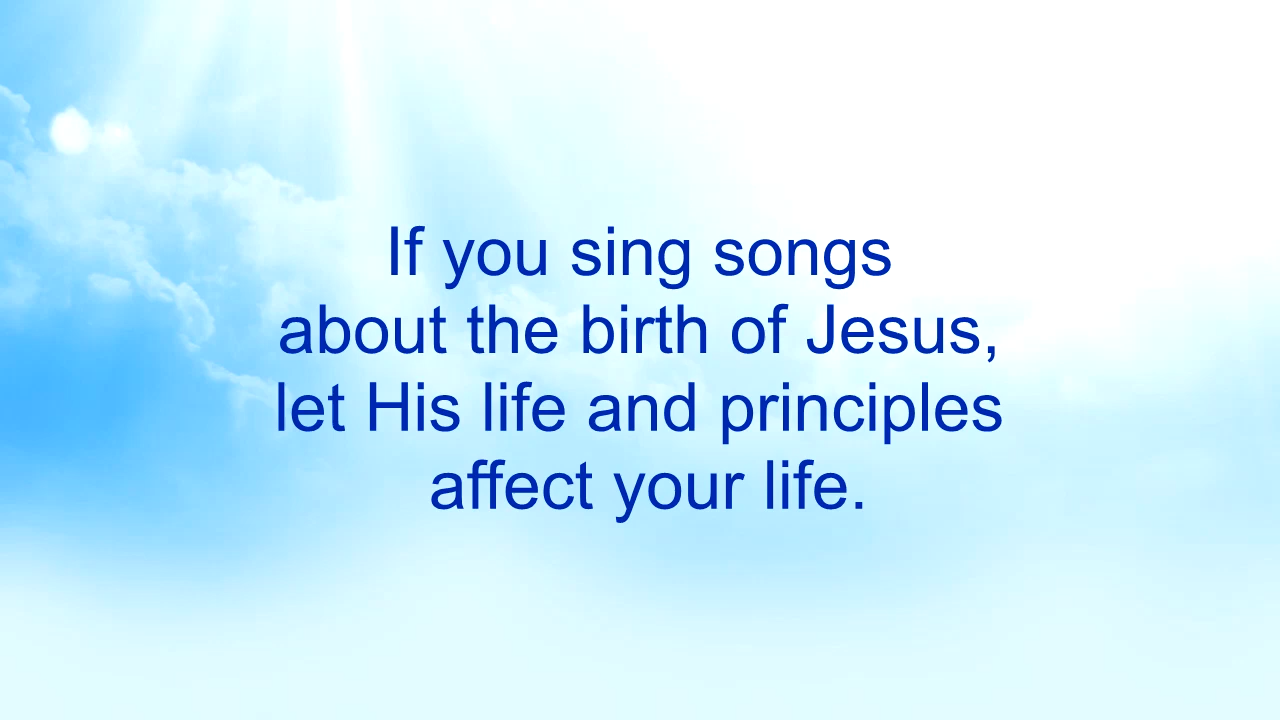 If you sing songs
about the birth of Jesus,
let His life and principles
affect your life.